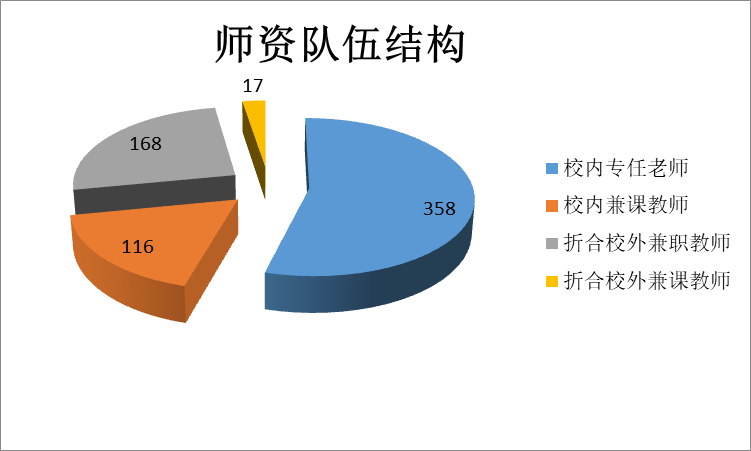 师资队伍结构
17
168
358
116
校内专任老师
校内兼课教师
折合校外兼职教师
折合校外兼课教师